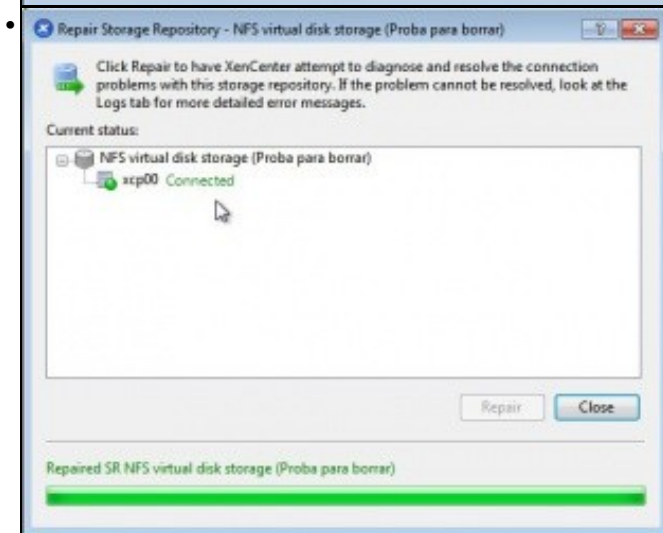 Repair Storage Repository - NFS virtual disk storage (Proba para borrar)
Click Repair to have XenCenter attempt to diagnose and resolve the connection
problems with this storage repository. If the problem cannot be resolved, look at the
Logs tab for more detailed error messages.
Current status:
NFS virtual disk storage (Proba para borrar)
xcp00 Connected
Repair Close
Repaired SR NFS virtual disk storage (Proba para borrar)